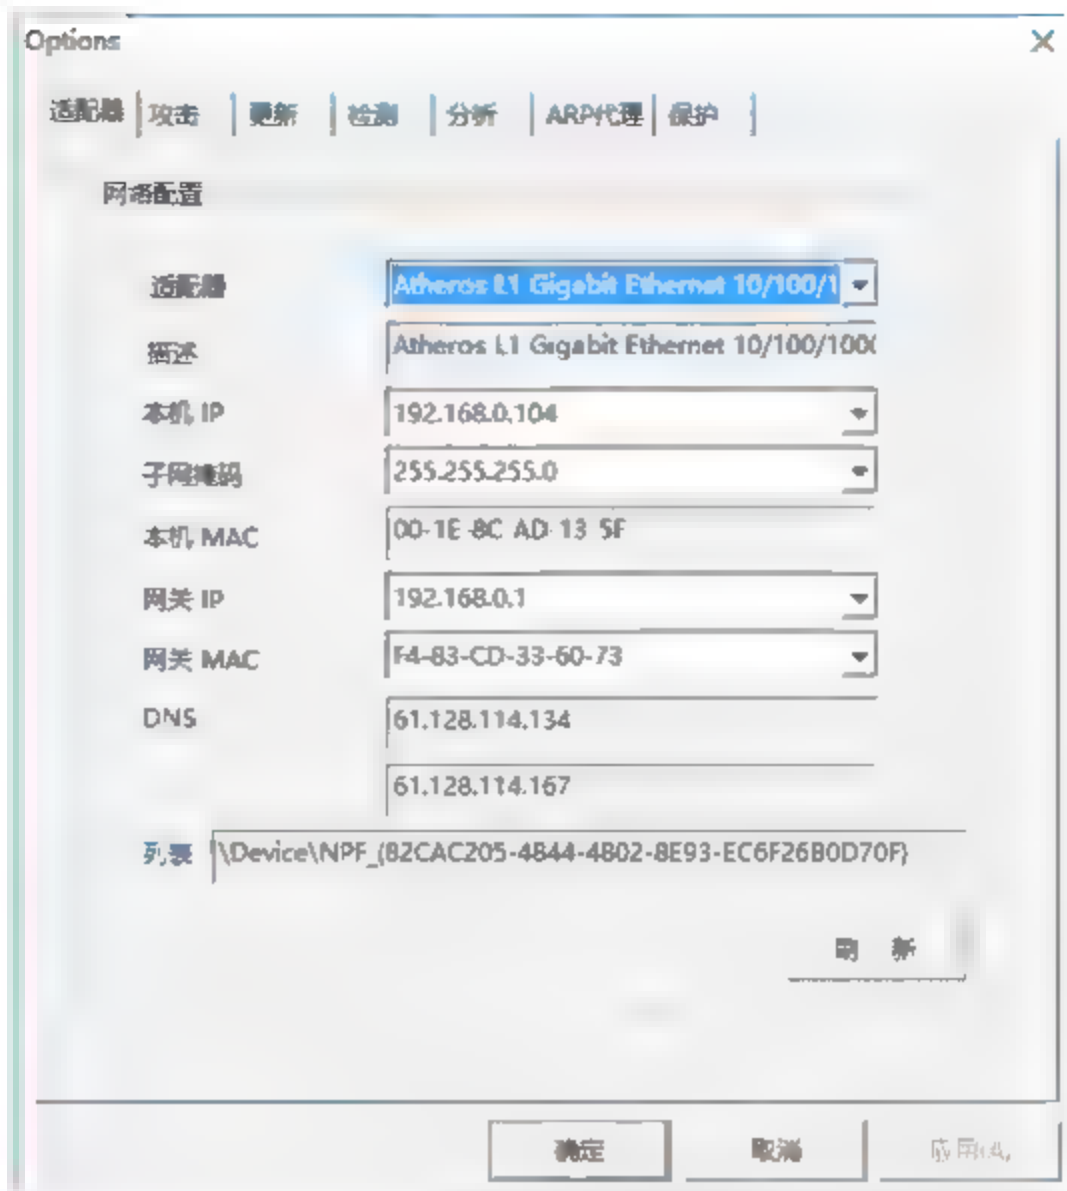 Options
适配器 攻击 更新 检测 分析 ARP代理 保护
网络配置
适配器 Atheros L1 Gigabit Ethernet 10/100/1
描述 Atheros L1 Gigabit Ethernet 10/100/100(
本机 IP 192.168.0.104
子网掩码 255.255.255.0
本机 MAC 00-1E-8C-AD-13-5F
网关 IP 192.168.0.1
网关 MAC F4-83-CD-33-60-73
DNS 61.128.114.134
61.128.114.167
列表 \Device\NPF_{82CAC205-4844-4802-8E93-EC6F26B0D70F}
刷 新
确定 取消